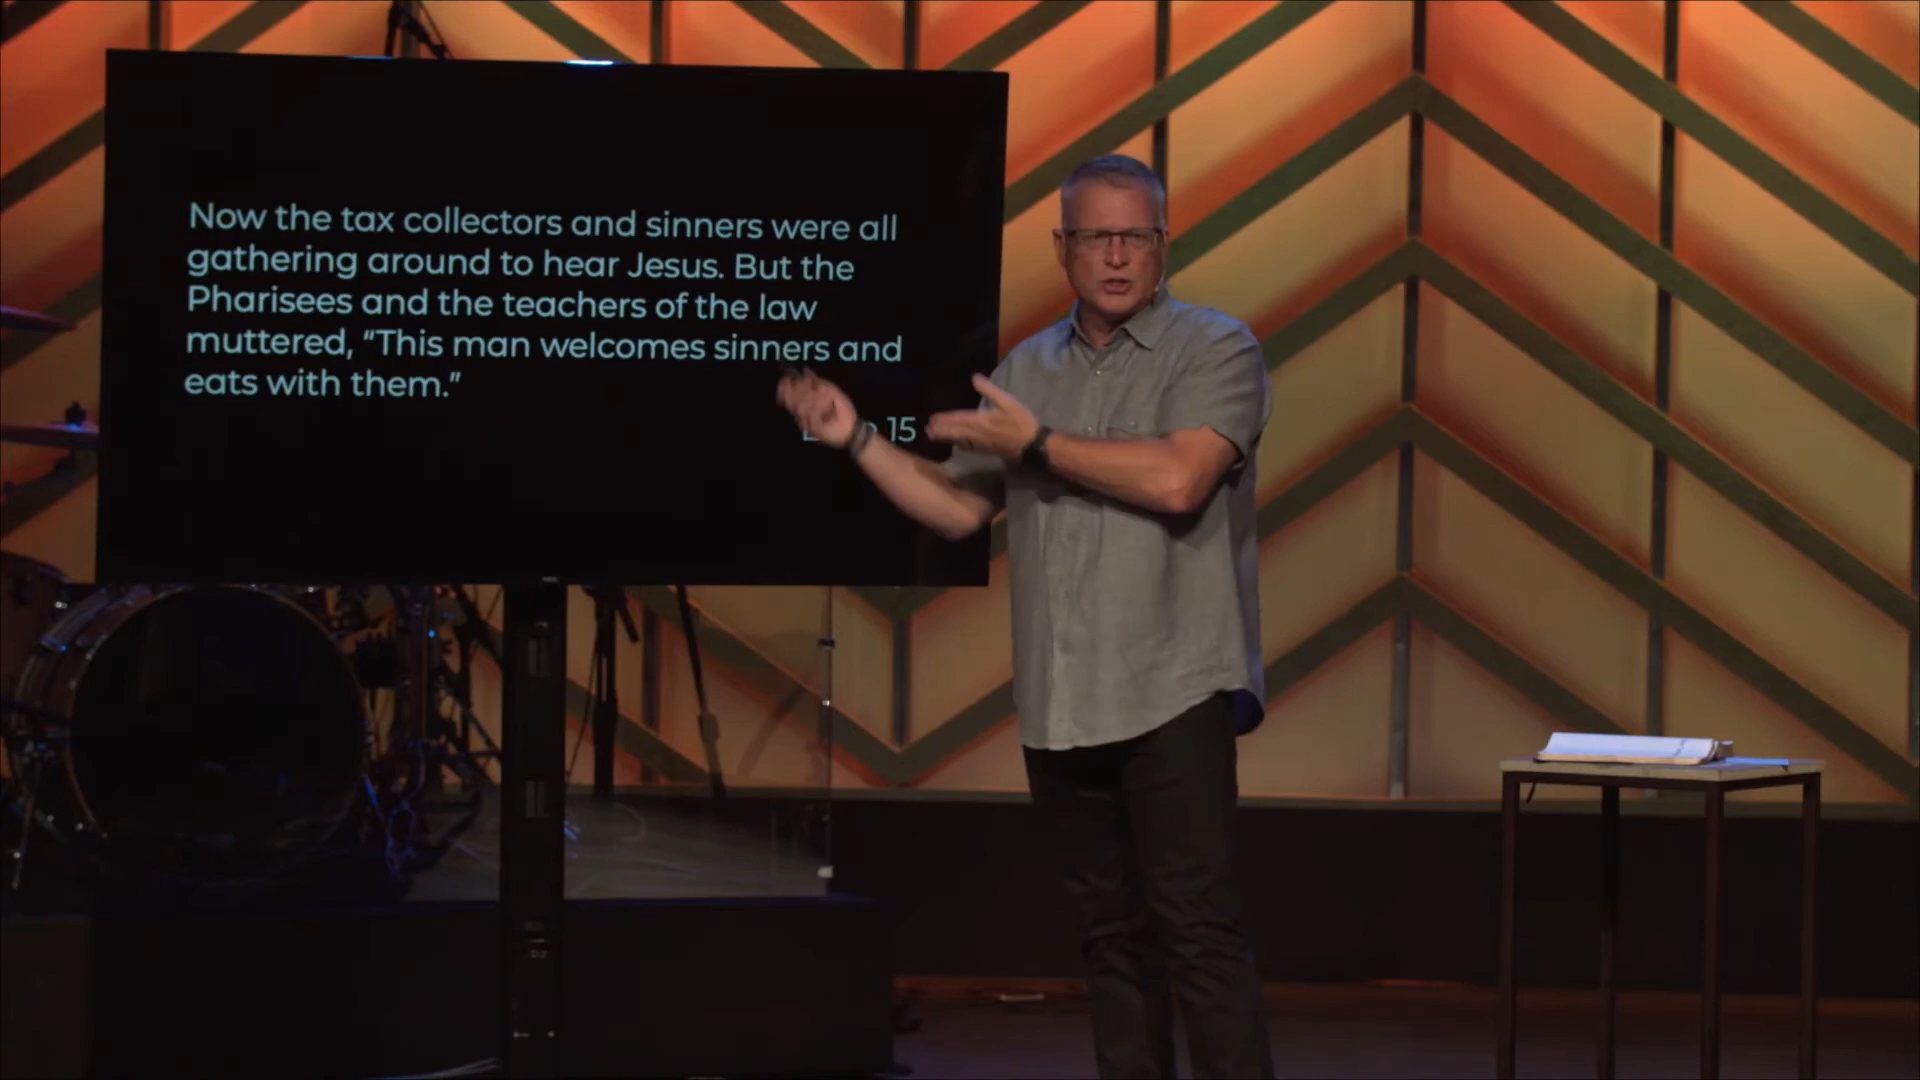 Now the tax collectors and sinners were all
gathering around to hear Jesus. But the
Pharisees and the teachers of the law
muttered, “This man welcomes sinners and
eats with them.”
15